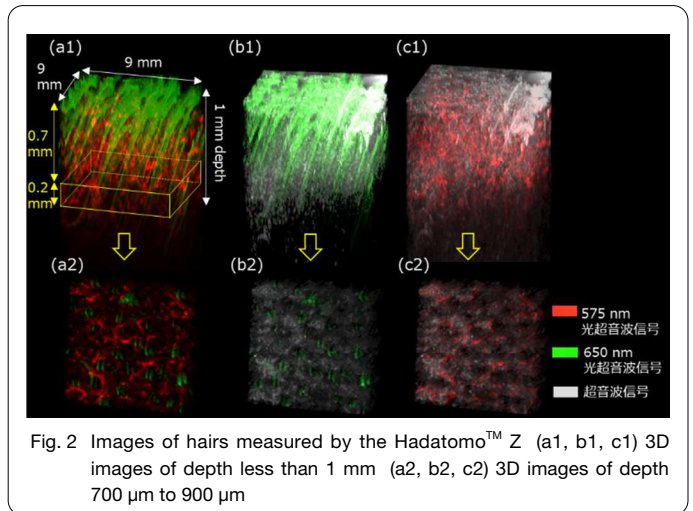 (a1)
(b1)
(c1)
9 mm
9
mm
1 mm depth
0.7
mm
0.2
mm
(a2)
(b2)
(c2)
575 nm
光超音波信号
650 nm
光超音波信号
超音波信号
Fig. 2 Images of hairs measured by the Hadatomo™ Z (a1, b1, c1) 3D
images of depth less than 1 mm (a2, b2, c2) 3D images of depth
700 µm to 900 µm